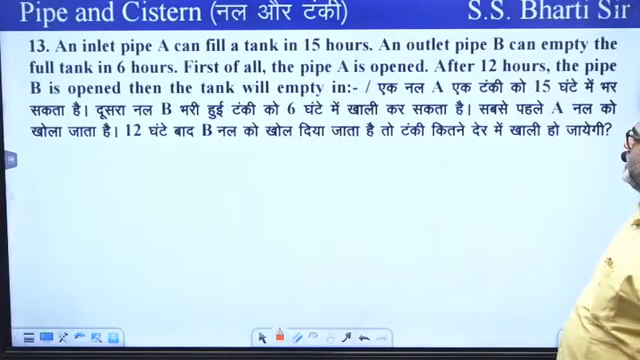 Pipe and Cistern (नल और टंकी) S.S. Bharti Sir
13. An inlet pipe A can fill a tank in 15 hours. An outlet pipe B can empty the
full tank in 6 hours. First of all, the pipe A is opened. After 12 hours, the pipe
B is opened then the tank will empty in:- / एक नल A एक टंकी को 15 घंटे में भर
सकता है। दूसरा नल B भरी हुई टंकी को 6 घंटे में खाली कर सकता है। सबसे पहले A नल को
खोला जाता है। 12 घंटे बाद B नल को खोल दिया जाता है तो टंकी कितने देर में खाली हो जायेगी?